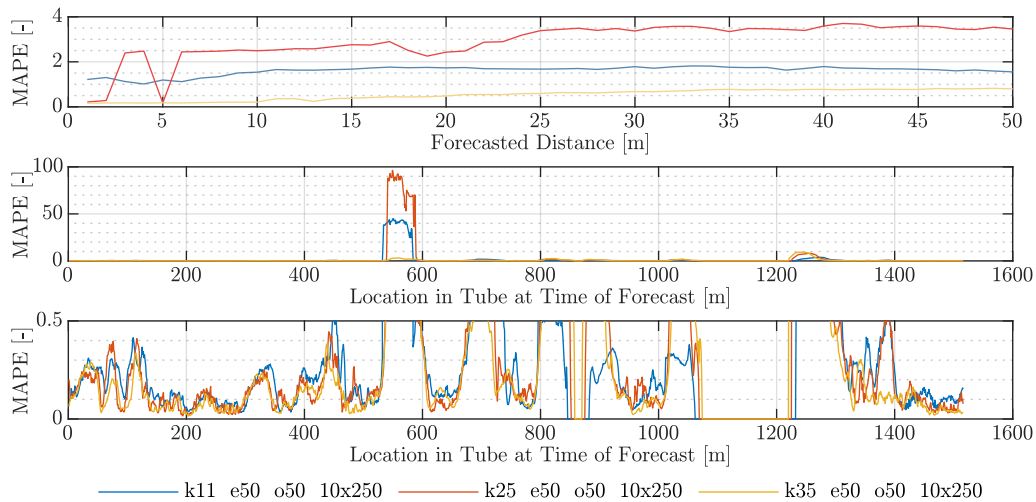 4
2
0
MAPE [-]
0 5 10 15 20 25 30 35 40 45 50
Forecasted Distance [m]
100
50
0
MAPE [-]
0 200 400 600 800 1000 1200 1400 1600
Location in Tube at Time of Forecast [m]
0.5
0
MAPE [-]
0 200 400 600 800 1000 1200 1400 1600
Location in Tube at Time of Forecast [m]
k11 e50 o50 10x250 k25 e50 o50 10x250 k35 e50 o50 10x250